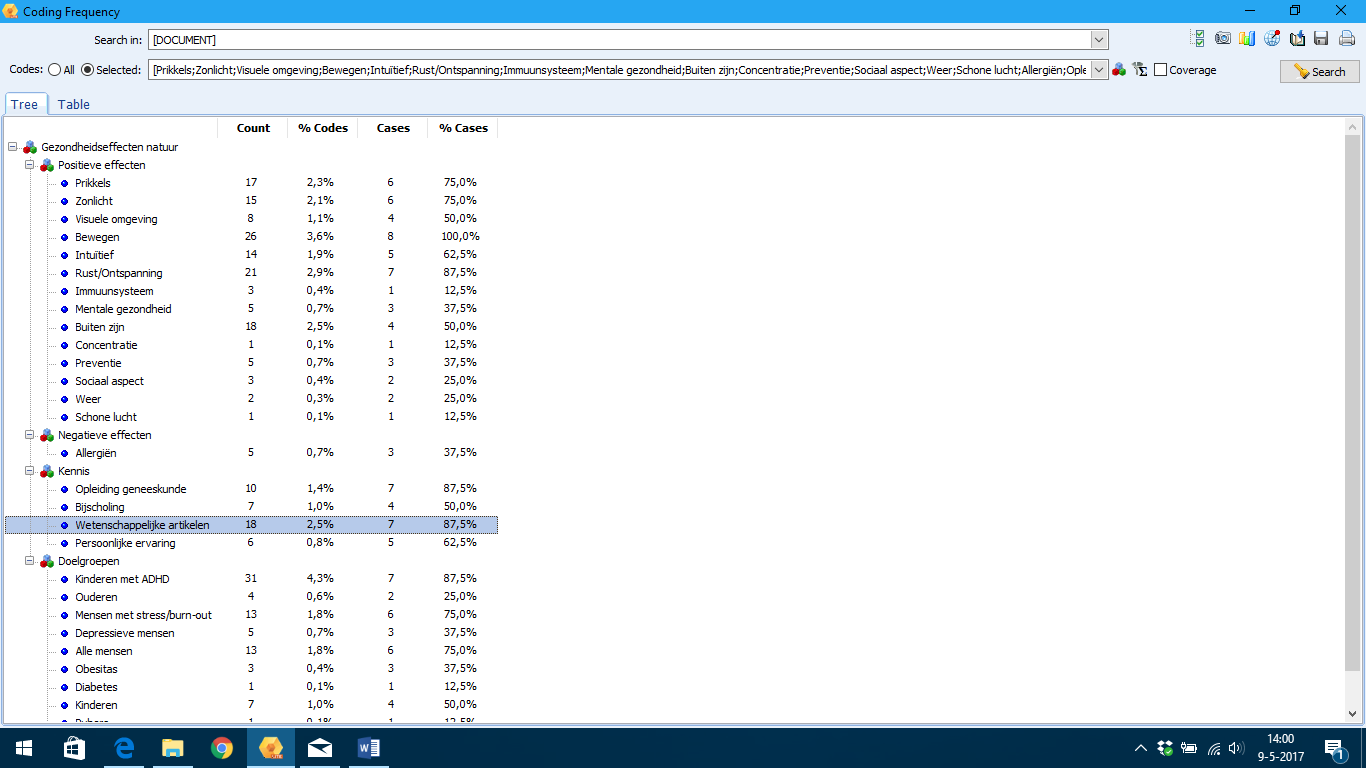 Coding Frequency
Search in: [DOCUMENT]
Codes: All Selected: [Prikkels;Zonlicht;Visuele omgeving;Bewegen;Intuïtief;Rust/Ontspanning;Immuunsysteem;Mentale gezondheid;Buiten zijn;Concentratie;Preventie;Sociaal aspect;Weer;Schone lucht;Allergiën;Ople Coverage Search
Tree Table
Count % Codes Cases % Cases
Gezondheidseffecten natuur
Positieve effecten
Prikkels 17 2,3% 6 75,0%
Zonlicht 15 2,1% 6 75,0%
Visuele omgeving 8 1,1% 4 50,0%
Bewegen 26 3,6% 8 100,0%
Intuïtief 14 1,9% 5 62,5%
Rust/Ontspanning 21 2,9% 7 87,5%
Immuunsysteem 3 0,4% 1 12,5%
Mentale gezondheid 5 0,7% 3 37,5%
Buiten zijn 18 2,5% 4 50,0%
Concentratie 1 0,1% 1 12,5%
Preventie 5 0,7% 3 37,5%
Sociaal aspect 3 0,4% 2 25,0%
Weer 2 0,3% 2 25,0%
Schone lucht 1 0,1% 1 12,5%
Negatieve effecten
Allergiën 5 0,7% 3 37,5%
Kennis
Opleiding geneeskunde 10 1,4% 7 87,5%
Bijscholing 7 1,0% 4 50,0%
Wetenschappelijke artikelen 18 2,5% 7 87,5%
Persoonlijke ervaring 6 0,8% 5 62,5%
Doelgroepen
Kinderen met ADHD 31 4,3% 7 87,5%
Ouderen 4 0,6% 2 25,0%
Mensen met stress/burn-out 13 1,8% 6 75,0%
Depressieve mensen 5 0,7% 3 37,5%
Alle mensen 13 1,8% 6 75,0%
Obesitas 3 0,4% 3 37,5%
Diabetes 1 0,1% 1 12,5%
Kinderen 7 1,0% 4 50,0%
14:00
9-5-2017
1